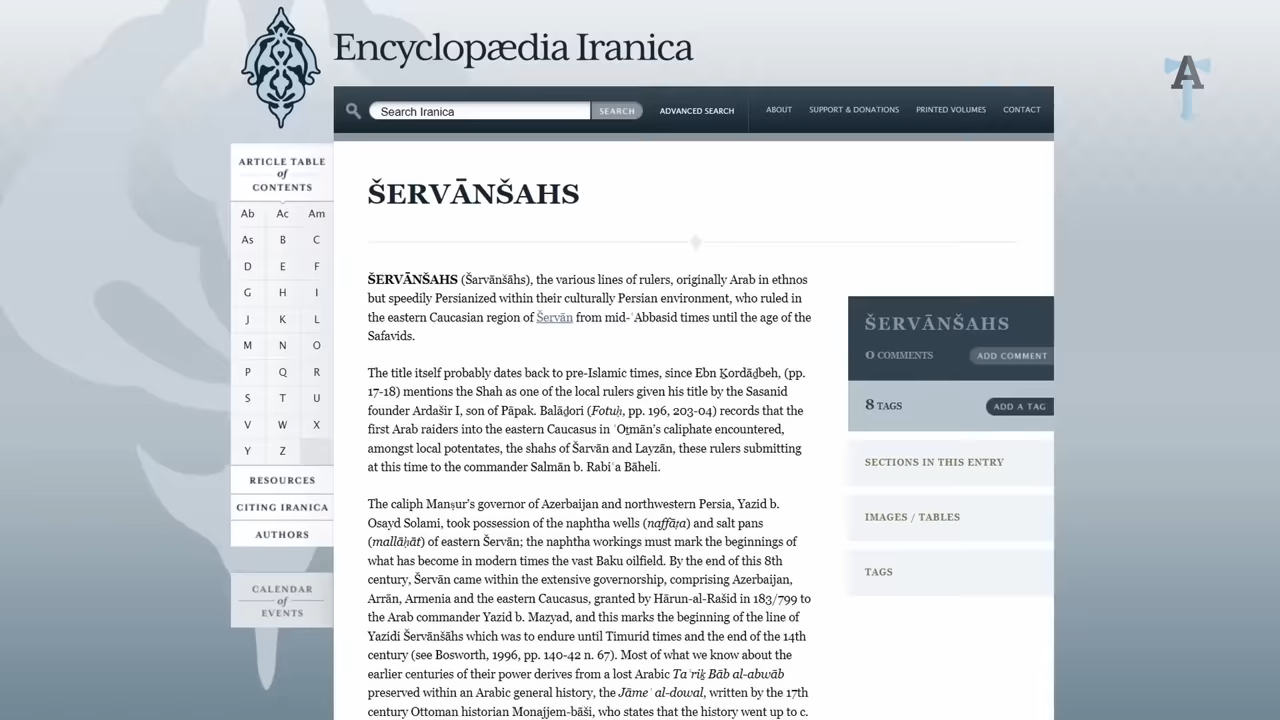 Encyclopædia Iranica
A
Search Iranica
SEARCH
ADVANCED SEARCH
ABOUT
SUPPORT & DONATIONS
PRINTED VOLUMES
CONTACT
ARTICLE TABLE
of
CONTENTS
Ab Ac Am
As B C
D E F
G H I
J K L
M N O
P Q R
S T U
V W X
Y Z
RESOURCES
CITING IRANICA
AUTHORS
CALENDAR
of
EVENTS
ŠERVĀNŠAHS
ŠERVĀNŠAHS (Šarvānšāhs), the various lines of rulers, originally Arab in ethnos
but speedily Persianized within their culturally Persian environment, who ruled in
the eastern Caucasian region of Šervān from mid-ʿAbbasid times until the age of the
Safavids.
The title itself probably dates back to pre-Islamic times, since Ebn Ḵordāḏbeh, (pp.
17-18) mentions the Shah as one of the local rulers given his title by the Sasanid
founder Ardašir I, son of Pāpak. Balāḏori (Fotuḥ, pp. 196, 203-04) records that the
first Arab raiders into the eastern Caucasus in ʿOṯmān's caliphate encountered,
amongst local potentates, the shahs of Šarvān and Layzān, these rulers submitting
at this time to the commander Salmān b. Rabiʿa Bāheli.
The caliph Manṣur's governor of Azerbaijan and northwestern Persia, Yazid b.
Osayd Solami, took possession of the naphtha wells (naffāṭa) and salt pans
(mallāḥāt) of eastern Šervān; the naphtha workings must mark the beginnings of
what has become in modern times the vast Baku oilfield. By the end of this 8th
century, Šervān came within the extensive governorship, comprising Azerbaijan,
Arrān, Armenia and the eastern Caucasus, granted by Hārun-al-Rašid in 183/799 to
the Arab commander Yazid b. Mazyad, and this marks the beginning of the line of
Yazidi Šervānšāhs which was to endure until Timurid times and the end of the 14th
century (see Bosworth, 1996, pp. 140-42 n. 67). Most of what we know about the
earlier centuries of their power derives from a lost Arabic Taʾriḵ Bāb al-abwāb
preserved within an Arabic general history, the Jāmeʿ al-dowal, written by the 17th
century Ottoman historian Monajjem-bāši, who states that the history went up to c.
ŠERVĀNŠAHS
0 COMMENTS
ADD COMMENT
8 TAGS
ADD A TAG
SECTIONS IN THIS ENTRY
IMAGES / TABLES
TAGS